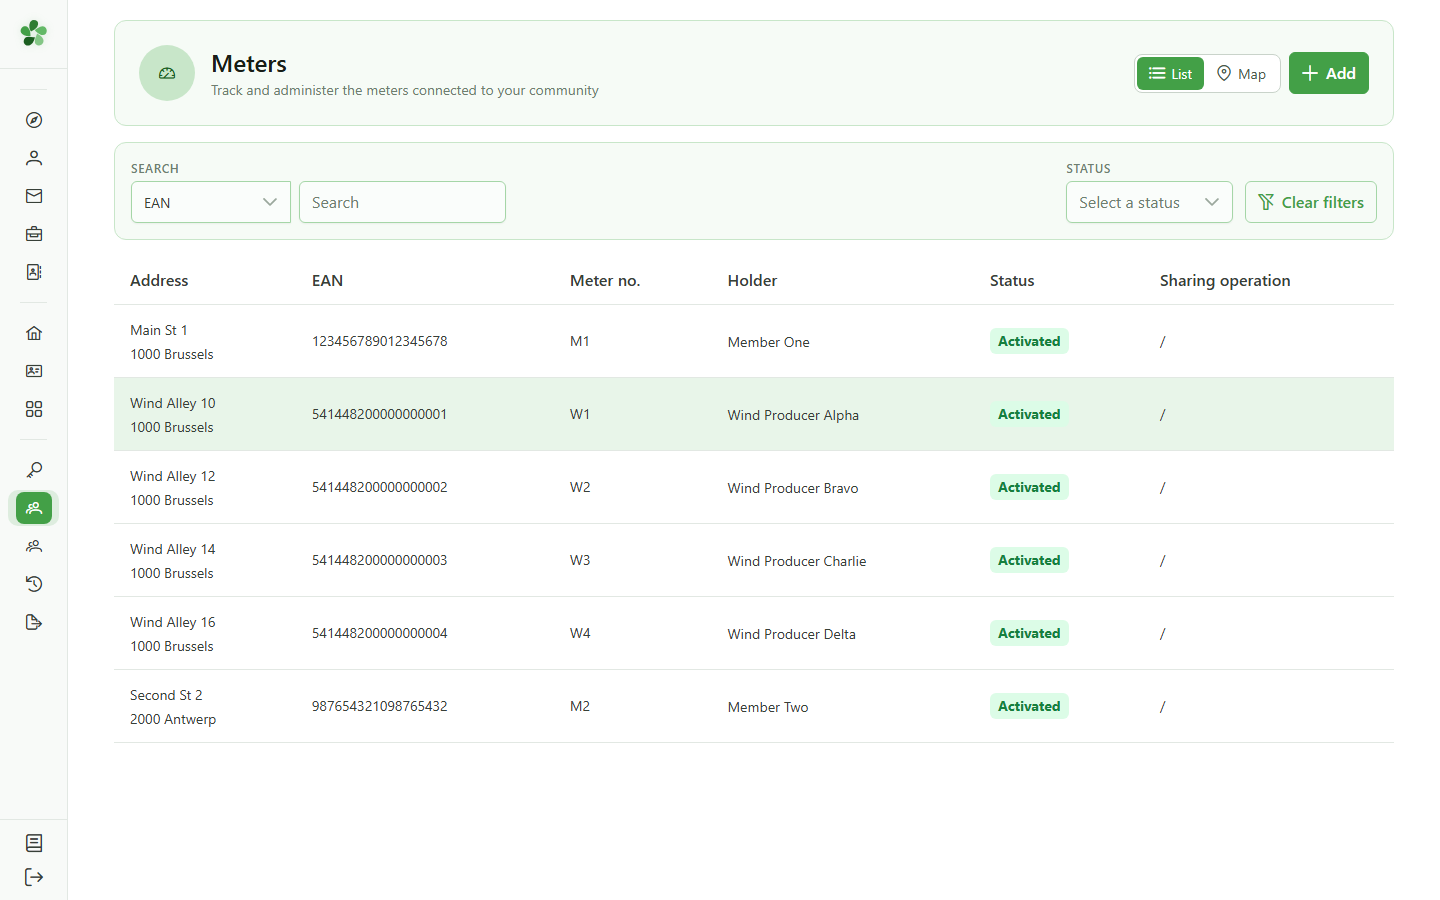 Meters
Track and administer the meters connected to your community
List
Map
Add
SEARCH
EAN
Search
STATUS
Select a status
Clear filters
Address EAN Meter no. Holder Status Sharing operation
Main St 1
1000 Brussels
123456789012345678 M1 Member One Activated /
Wind Alley 10
1000 Brussels
541448200000000001 W1 Wind Producer Alpha Activated /
Wind Alley 12
1000 Brussels
541448200000000002 W2 Wind Producer Bravo Activated /
Wind Alley 14
1000 Brussels
541448200000000003 W3 Wind Producer Charlie Activated /
Wind Alley 16
1000 Brussels
541448200000000004 W4 Wind Producer Delta Activated /
Second St 2
2000 Antwerp
987654321098765432 M2 Member Two Activated /